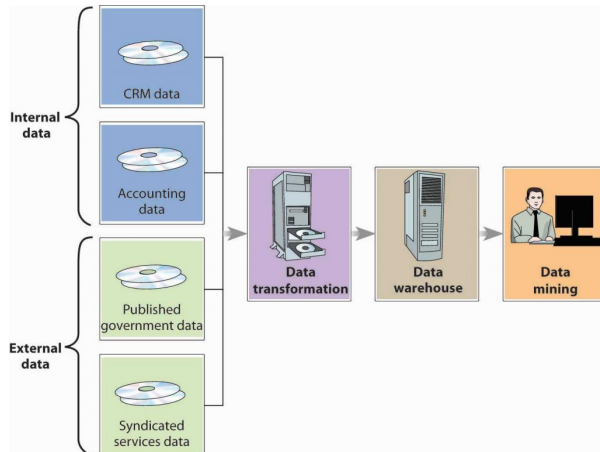 CRM data
Internal
data
Accounting
data
Published
government data
External
data
Syndicated
services data
Data
transformation
Data
warehouse
Data
mining